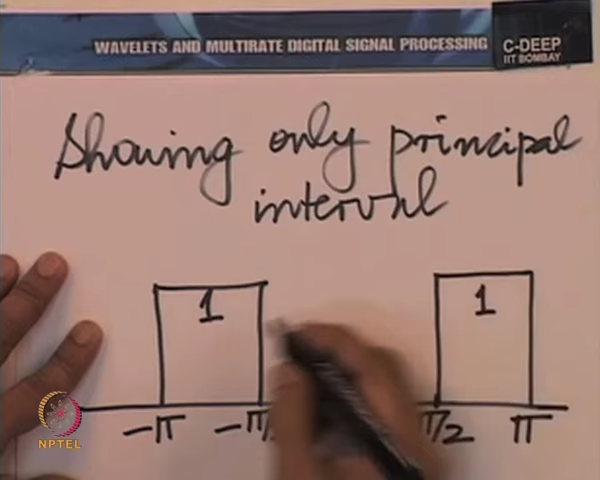 WAVELETS AND MULTIRATE DIGITAL SIGNAL PROCESSING
C-DEEP
IIT BOMBAY
Showing only principal
interval
1 1
-π -π/ π/2 π
NPTEL